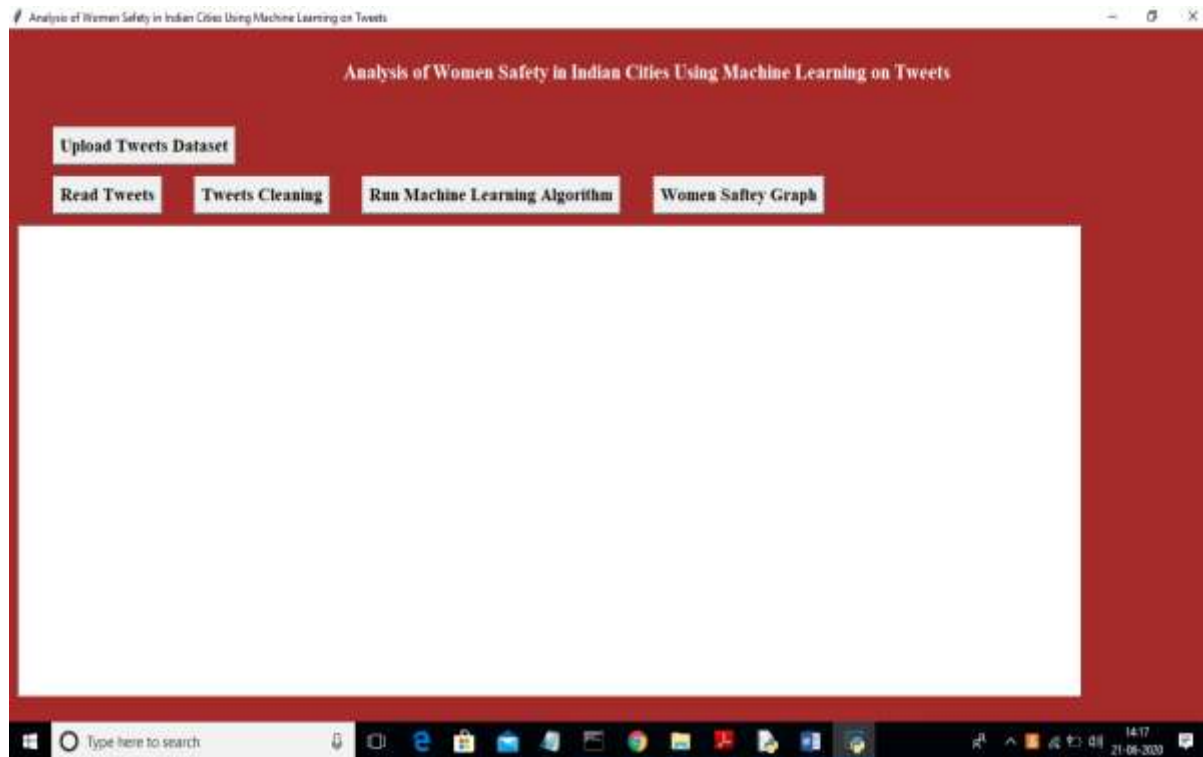 Analysis of Women Safety in Indian Cities Using Machine Learning on Tweets
Analysis of Women Safety in Indian Cities Using Machine Learning on Tweets
Upload Tweets Dataset
Read Tweets Tweets Cleaning Run Machine Learning Algorithm Women Saftey Graph
Type here to search
14:17
21-06-2020